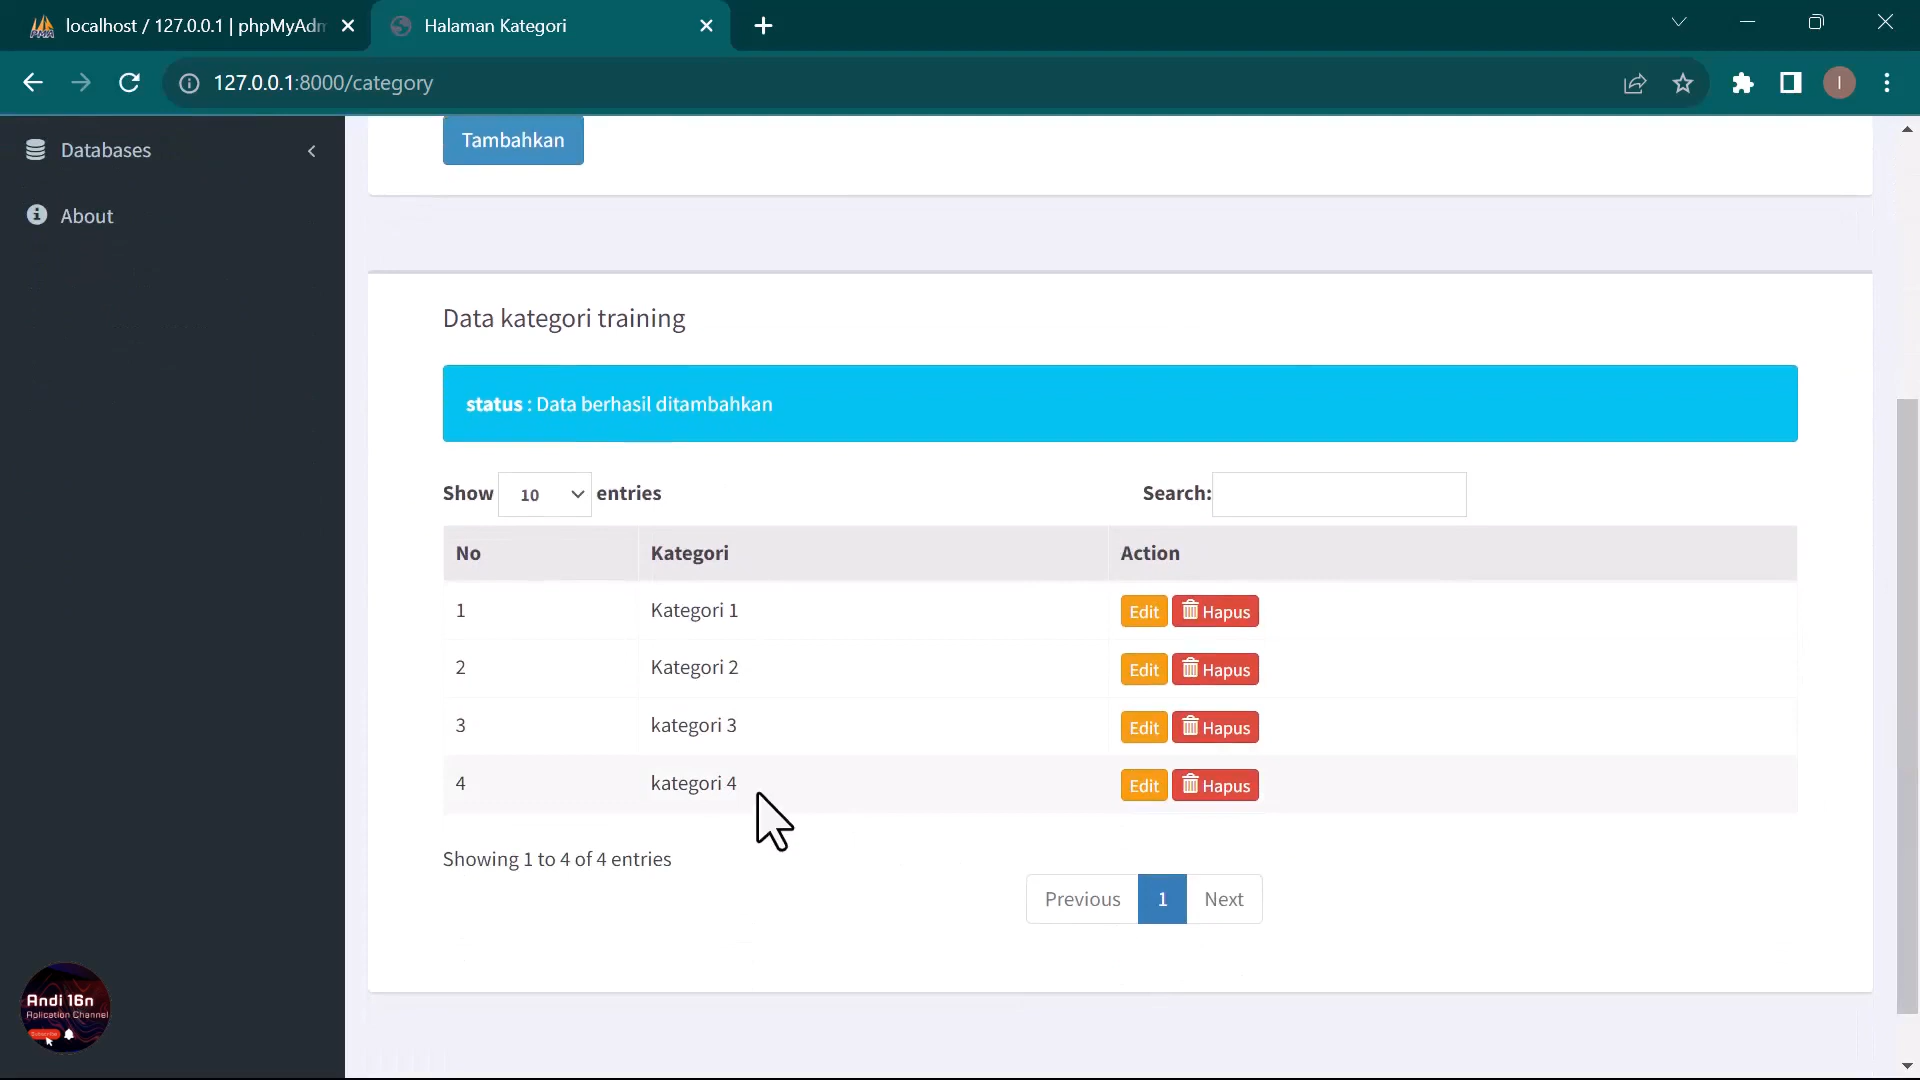 localhost / 127.0.0.1 | phpMyAdm
Halaman Kategori
127.0.0.1:8000/category
I
Databases
About
Tambahkan
Data kategori training
status : Data berhasil ditambahkan
Show 10 entries
Search:
No Kategori Action
1 Kategori 1 Edit Hapus
2 Kategori 2 Edit Hapus
3 kategori 3 Edit Hapus
4 kategori 4 Edit Hapus
Showing 1 to 4 of 4 entries
Previous 1 Next
Andi 16n
Aplication Channel